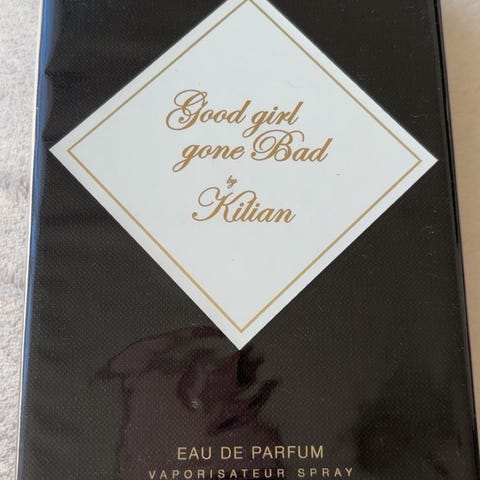 Good girl
gone Bad
by
Kilian
EAU DE PARFUM
VAPORISATEUR SPRAY